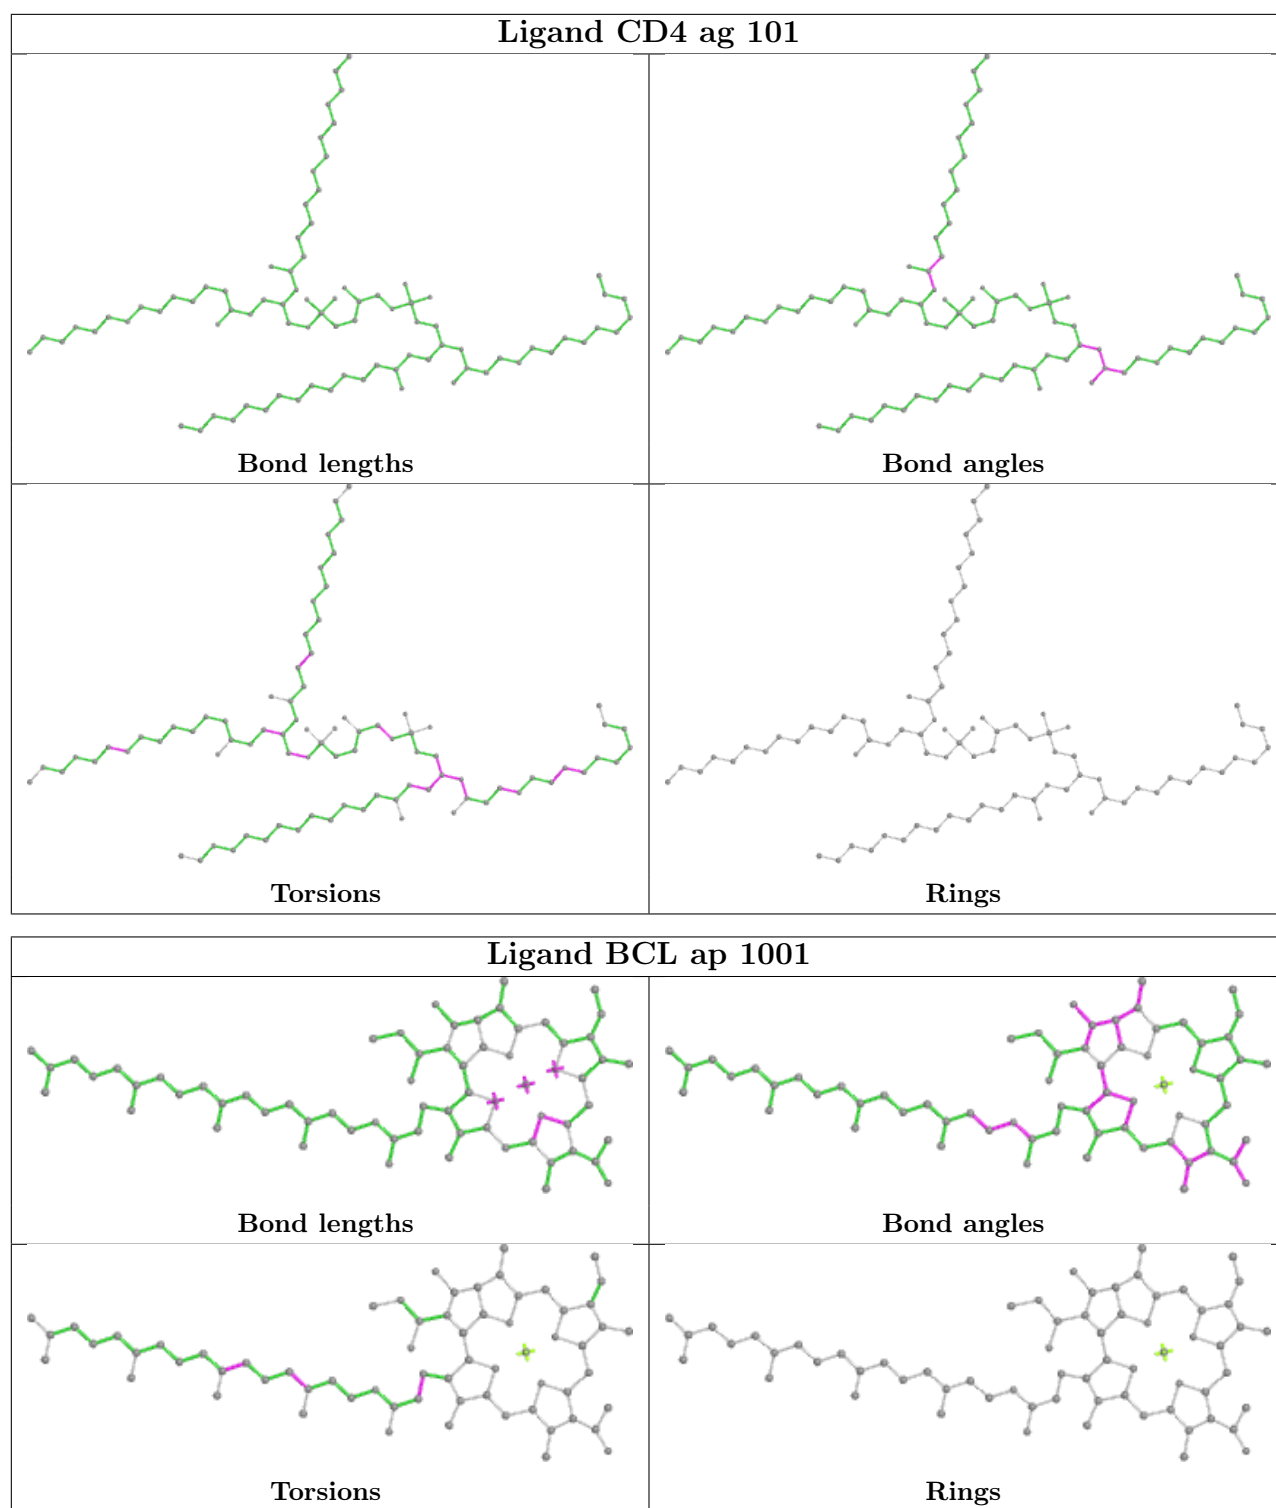 Ligand CD4 ag 101
Bond lengths
Bond angles
Torsions
Rings
Ligand BCL ap 1001
Bond lengths
Bond angles
Torsions
Rings